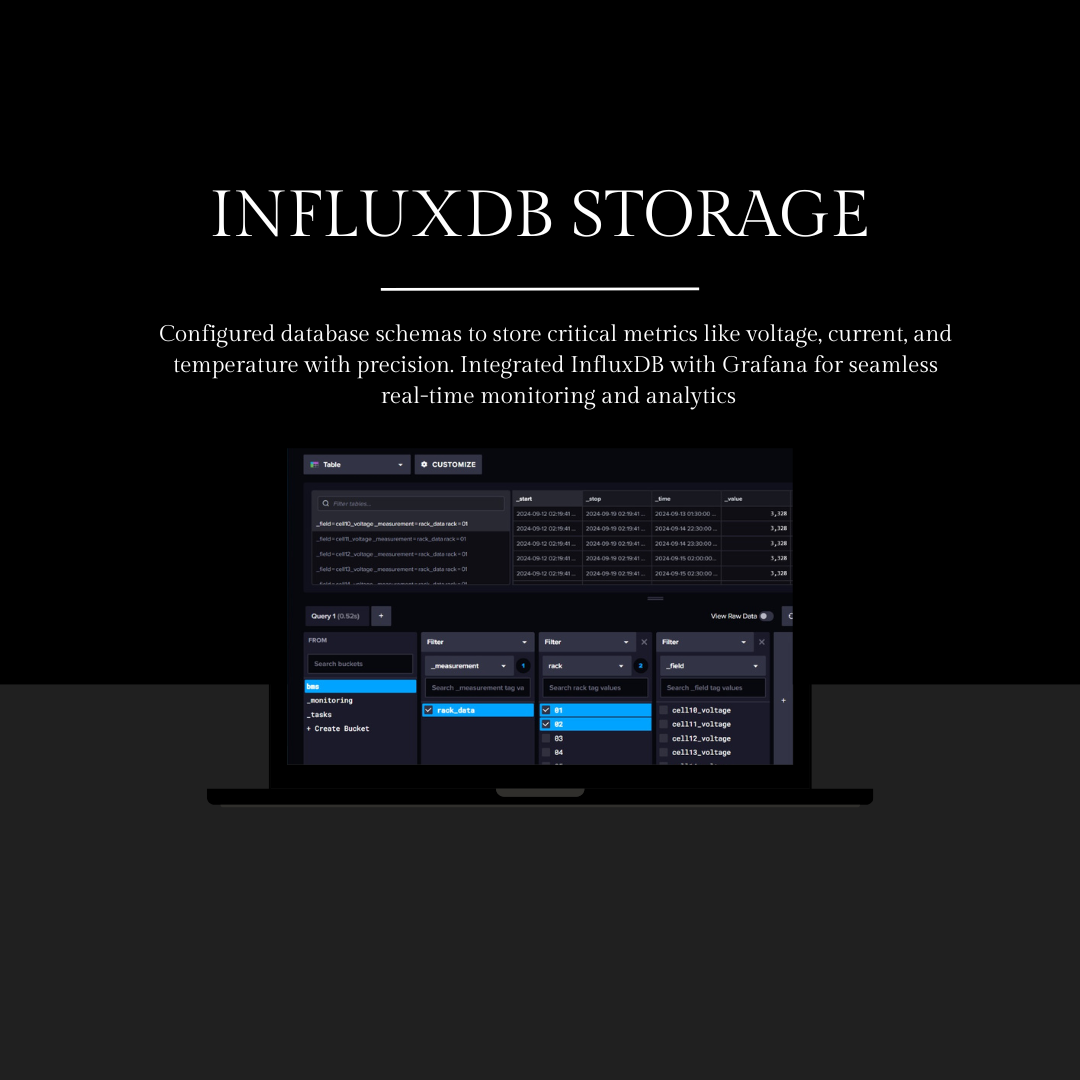 INFLUXDB STORAGE
Configured database schemas to store critical metrics like voltage, current, and
temperature with precision. Integrated InfluxDB with Grafana for seamless
real-time monitoring and analytics
Table
CUSTOMIZE
Filter tables...
_field=cell10_voltage _measurement=rack_data rack=01
_field=cell11_voltage _measurement=rack_data rack=01
_field=cell12_voltage _measurement=rack_data rack=01
_field=cell13_voltage _measurement=rack_data rack=01
_start _stop _time _value
2024-09-12 02:19:41 ... 2024-09-19 02:19:41 ... 2024-09-13 01:30:00 ... 3,328
2024-09-12 02:19:41 ... 2024-09-19 02:19:41 ... 2024-09-14 22:30:00 ... 3,328
2024-09-12 02:19:41 ... 2024-09-19 02:19:41 ... 2024-09-14 23:30:00 ... 3,328
2024-09-12 02:19:41 ... 2024-09-19 02:19:41 ... 2024-09-15 02:00:00... 3,328
2024-09-12 02:19:41 ... 2024-09-19 02:19:41 ... 2024-09-15 02:30:00 ... 3,328
Query 1 (0.52s) +
View Raw Data
FROM
Search buckets
bms
_monitoring
_tasks
+ Create Bucket
Filter
_measurement 1
Search _measurement tag va
rack_data
Filter
rack 2
Search rack tag values
01
02
03
04
Filter
_field
Search _field tag values
cell10_voltage
cell11_voltage
cell12_voltage
cell13_voltage
+